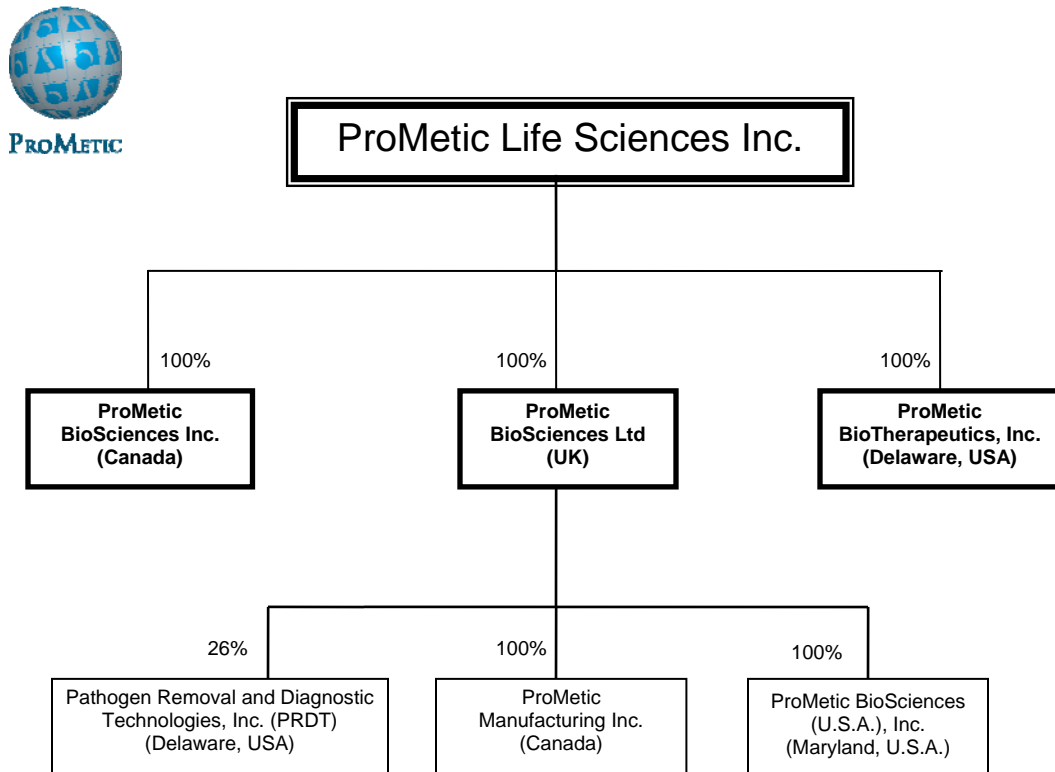 PROMETIC
ProMetic Life Sciences Inc.
100%
100%
100%
ProMetic
BioSciences Inc.
(Canada)
ProMetic
BioSciences Ltd
(UK)
ProMetic
BioTherapeutics, Inc.
(Delaware, USA)
26%
100%
100%
Pathogen Removal and Diagnostic
Technologies, Inc. (PRDT)
(Delaware, USA)
ProMetic
Manufacturing Inc.
(Canada)
ProMetic BioSciences
(U.S.A.), Inc.
(Maryland, U.S.A.)